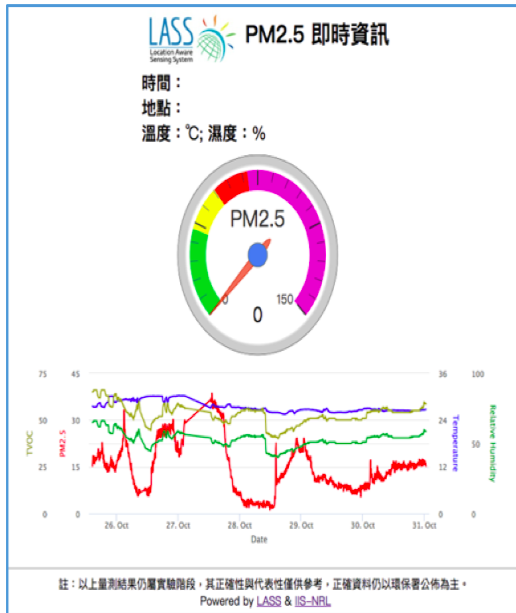 LASS
Location Aware
Sensing System
PM2.5 即時資訊
時間：
地點：
溫度：℃; 濕度：%
PM2.5
0
150
0
75
45
36
100
50
30
24
50
25
15
12
0
0
0
0
TVOC
PM2.5
Temperature
Relative Humidity
26. Oct
27. Oct
28. Oct
29. Oct
30. Oct
31. Oct
Date
註：以上量測結果仍屬實驗階段，其正確性與代表性僅供參考，正確資料仍以環保署公佈為主。
Powered by LASS & IIS-NRL